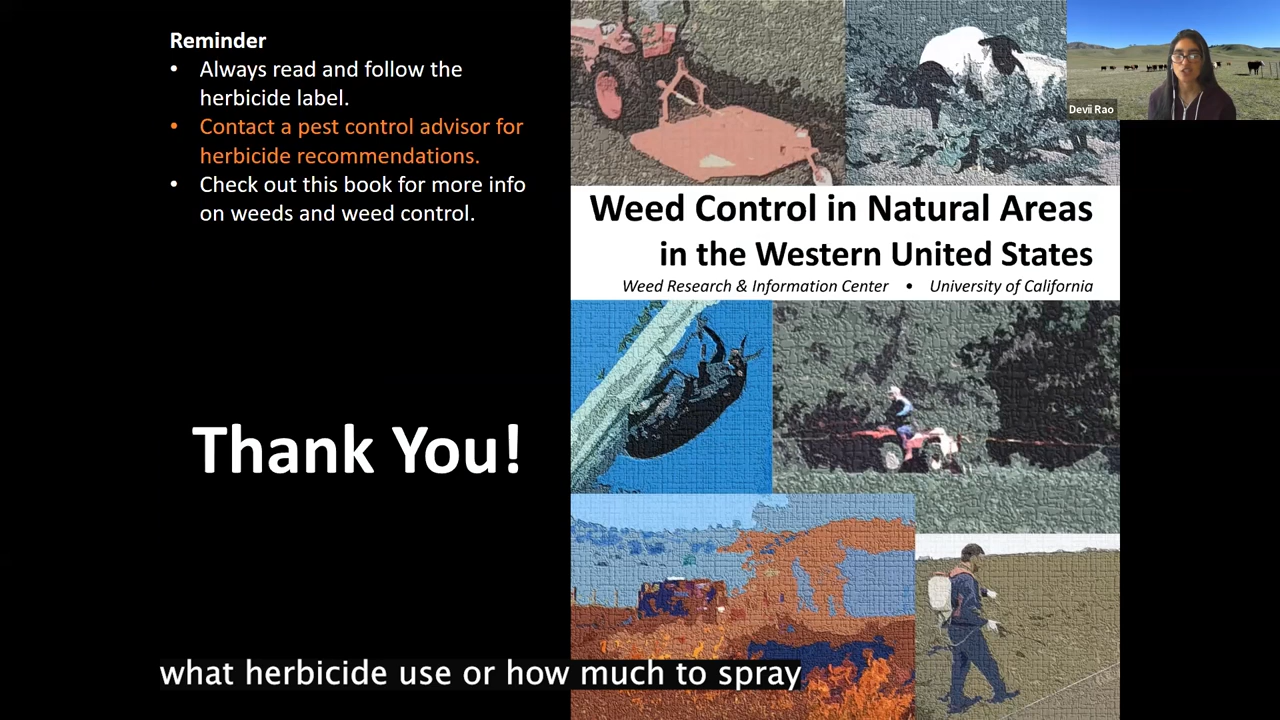 Reminder
• Always read and follow the
herbicide label.
• Contact a pest control advisor for
herbicide recommendations.
• Check out this book for more info
on weeds and weed control.
Thank You!
Weed Control in Natural Areas
in the Western United States
Weed Research & Information Center • University of California
Devii Rao
what herbicide use or how much to spray